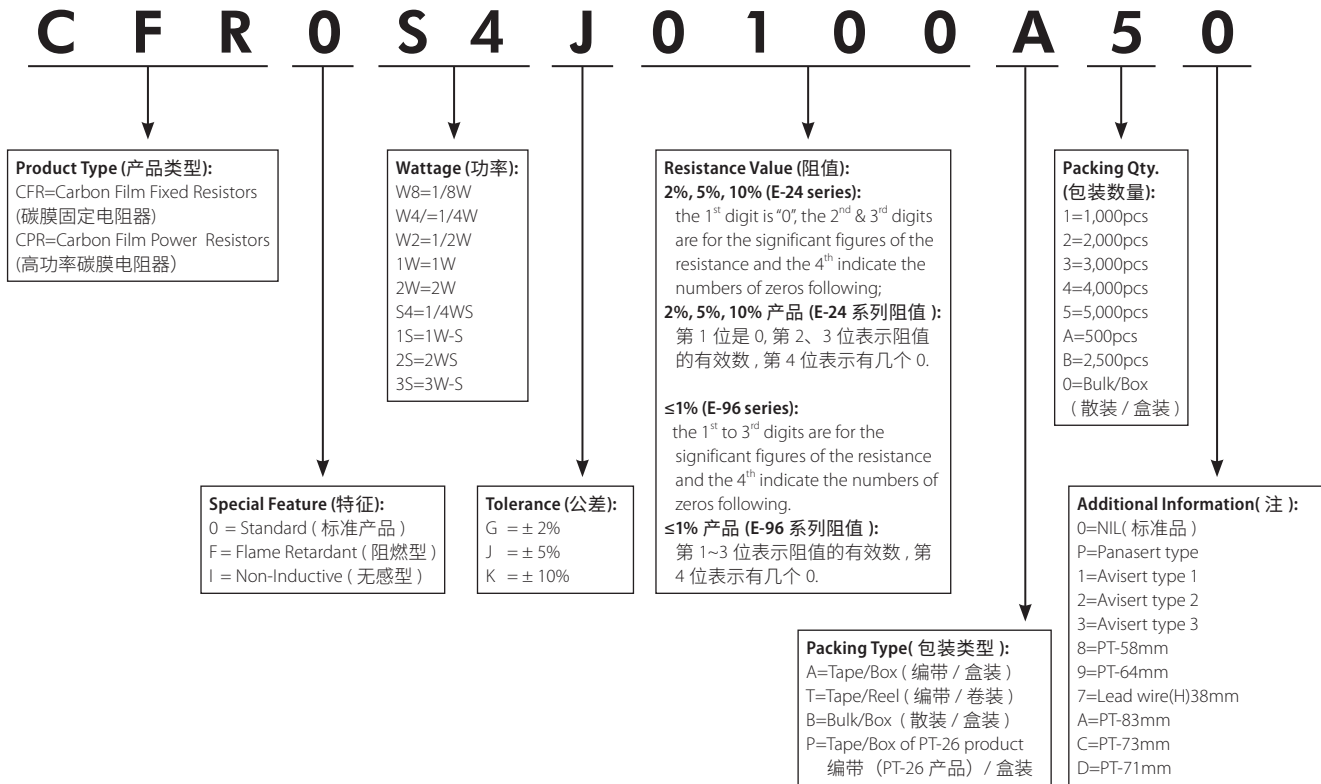 C F R 0 S 4 J 0 1 0 0 A 5 0
Product Type (产品类型):
CFR=Carbon Film Fixed Resistors
(碳膜固定电阻器)
CPR=Carbon Film Power Resistors
(高功率碳膜电阻器）
Wattage (功率):
W8=1/8W
W4/=1/4W
W2=1/2W
1W=1W
2W=2W
S4=1/4WS
1S=1W-S
2S=2WS
3S=3W-S
Resistance Value (阻值):
2%, 5%, 10% (E-24 series):
the 1st digit is "0", the 2nd & 3rd digits
are for the significant figures of the
resistance and the 4th indicate the
numbers of zeros following;
2%, 5%, 10% 产品 (E-24 系列阻值 ):
第 1 位是 0, 第 2、3 位表示阻值
的有效数 , 第 4 位表示有几个 0.
≤1% (E-96 series):
the 1st to 3rd digits are for the
significant figures of the resistance
and the 4th indicate the numbers of
zeros following.
≤1% 产品 (E-96 系列阻值 ):
第 1~3 位表示阻值的有效数 , 第
4 位表示有几个 0.
Packing Qty.
(包装数量):
1=1,000pcs
2=2,000pcs
3=3,000pcs
4=4,000pcs
5=5,000pcs
A=500pcs
B=2,500pcs
0=Bulk/Box
( 散装 / 盒装 )
Special Feature (特征):
0 = Standard ( 标准产品 )
F = Flame Retardant ( 阻燃型 )
I = Non-Inductive ( 无感型 )
Tolerance (公差):
G = ± 2%
J = ± 5%
K = ± 10%
Packing Type( 包装类型 ):
A=Tape/Box ( 编带 / 盒装 )
T=Tape/Reel ( 编带 / 卷装 )
B=Bulk/Box （ 散装 / 盒装 )
P=Tape/Box of PT-26 product
编带（PT-26 产品）/ 盒装
Additional Information( 注 ):
0=NIL( 标准品 )
P=Panasert type
1=Avisert type 1
2=Avisert type 2
3=Avisert type 3
8=PT-58mm
9=PT-64mm
7=Lead wire(H)38mm
A=PT-83mm
C=PT-73mm
D=PT-71mm